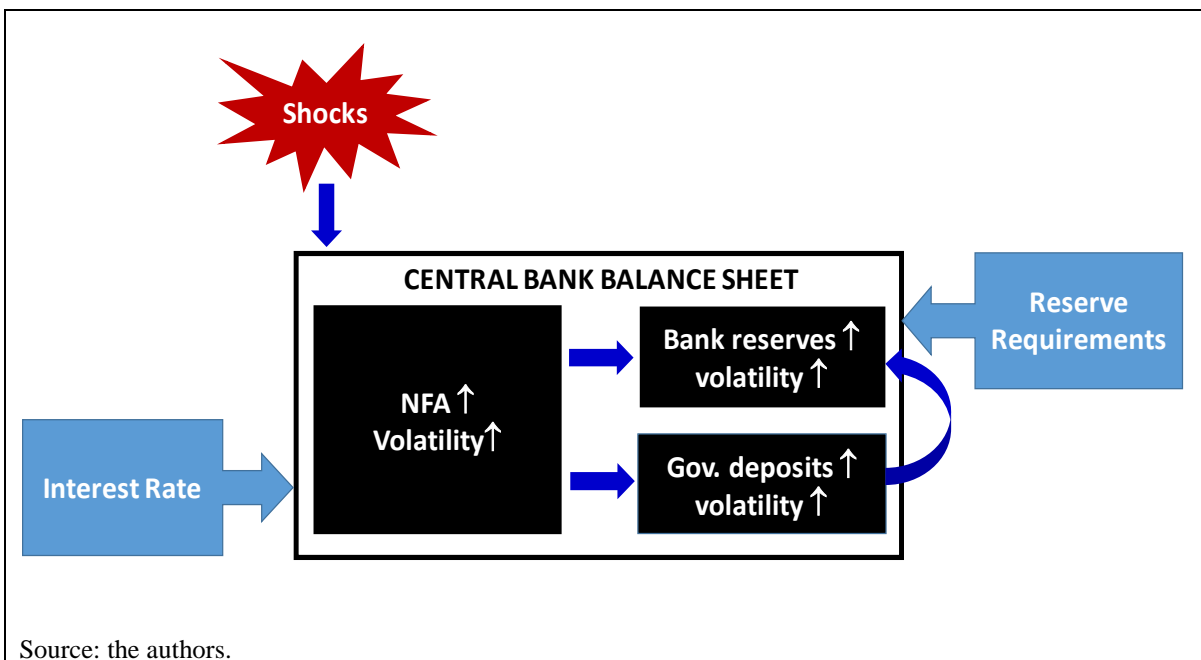 Shocks
CENTRAL BANK BALANCE SHEET
NFA ↑
Volatility↑
Bank reserves ↑
volatility ↑
Gov. deposits ↑
volatility ↑
Reserve
Requirements
Interest Rate
Source: the authors.